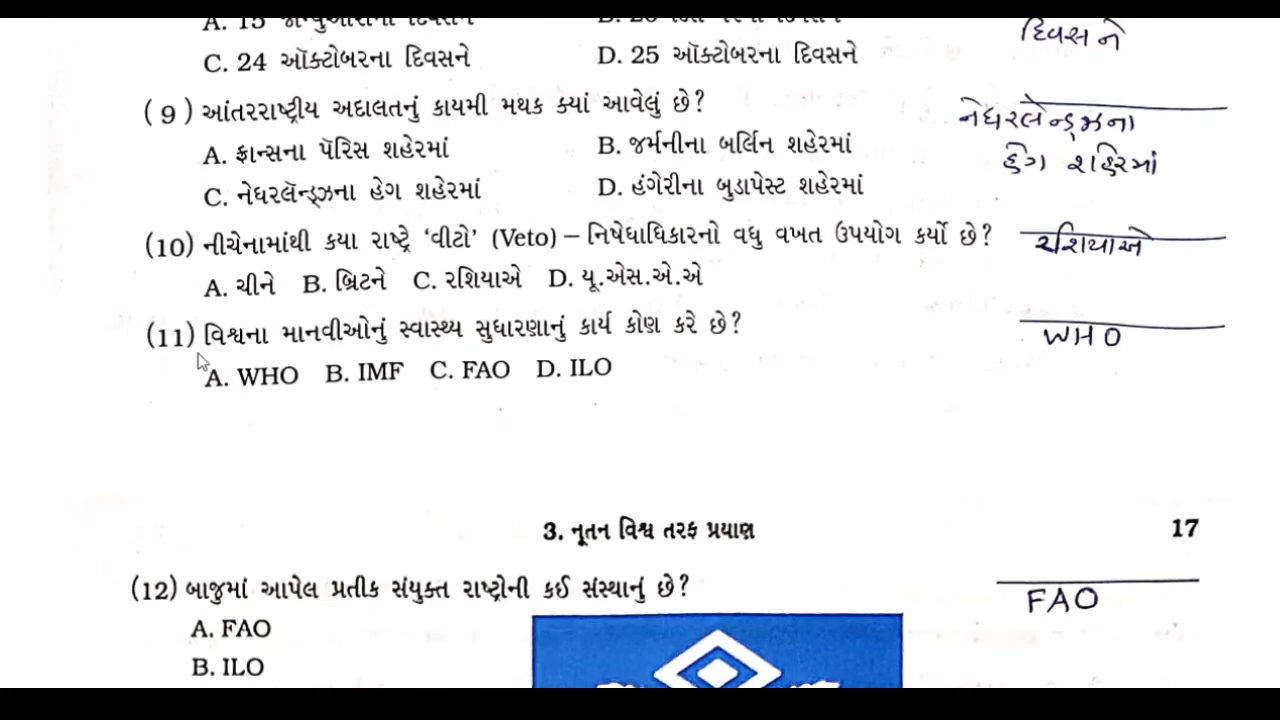 A. 15 જાન્યુઆરીના દિવસને
C. 24 ઑક્ટોબરના દિવસને D. 25 ઑક્ટોબરના દિવસને
દિવસ ને
(9) આંતરરાષ્ટ્રીય અદાલતનું કાયમી મથક ક્યાં આવેલું છે?
નેધરલેન્ડ્ઝના
A. ફ્રાન્સના પૅરિસ શહેરમાં B. જર્મનીના બર્લિન શહેરમાં
હેગ શહેરમાં
C. નેધરલૅન્ડ્ઝના હેગ શહેરમાં D. હંગેરીના બુડાપેસ્ટ શહેરમાં
(10) નીચેનામાંથી કયા રાષ્ટ્રે ‘વીટો’ (Veto) – નિષેધાધિકારનો વધુ વખત ઉપયોગ કર્યો છે?
રશિયાએ
A. ચીને B. બ્રિટને C. રશિયાએ D. યૂ.એસ.એ.એ
(11) વિશ્વના માનવીઓનું સ્વાસ્થ્ય સુધારણાનું કાર્ય કોણ કરે છે?
WHO
A. WHO B. IMF C. FAO D. ILO
3. નૂતન વિશ્વ તરફ પ્રયાણ 17
(12) બાજુમાં આપેલ પ્રતીક સંયુક્ત રાષ્ટ્રોની કઈ સંસ્થાનું છે?
FAO
A. FAO
B. ILO